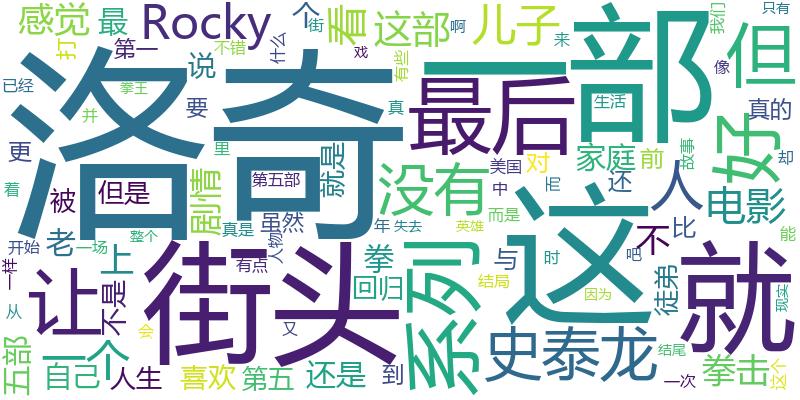 感觉
最
Rocky
个
街
看
这部
啊
儿子
一
部
但
我们
只有
打
第一
不错
什么
戏
有些
来
像
已经
拳王
并
说
要
洛奇
最后
生活
真的
好
真
里
更
着
被
但是
剧情
第五部
就是
没有
美国
中
对
家庭
还
前
故事
却
人
电影
老
真是
虽然
年
失去
英雄
而是
他
这
不
比
能
开始
一场
整个
人物
上
不是
让
街头
有点
拳
回归
系列
与
结局
时
吧
因为
徒弟
就
现实
一样
从
一个
会
又
史泰龙
结尾
五部
自己
人生
喜欢
第五
还是
到
一次
拳击
这个